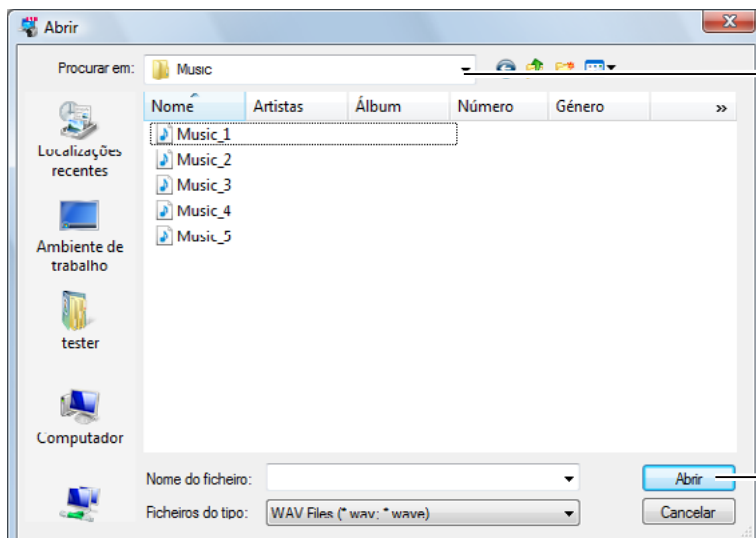 Abrir
Procurar em: Music
Nome Artistas Álbum Número Género »
Music_1
Music_2
Music_3
Music_4
Music_5
Localizações
recentes
Ambiente de
trabalho
tester
Computador
Nome do ficheiro: Abrir
Ficheiros do tipo: WAV Files (*.wav; *.wave) Cancelar